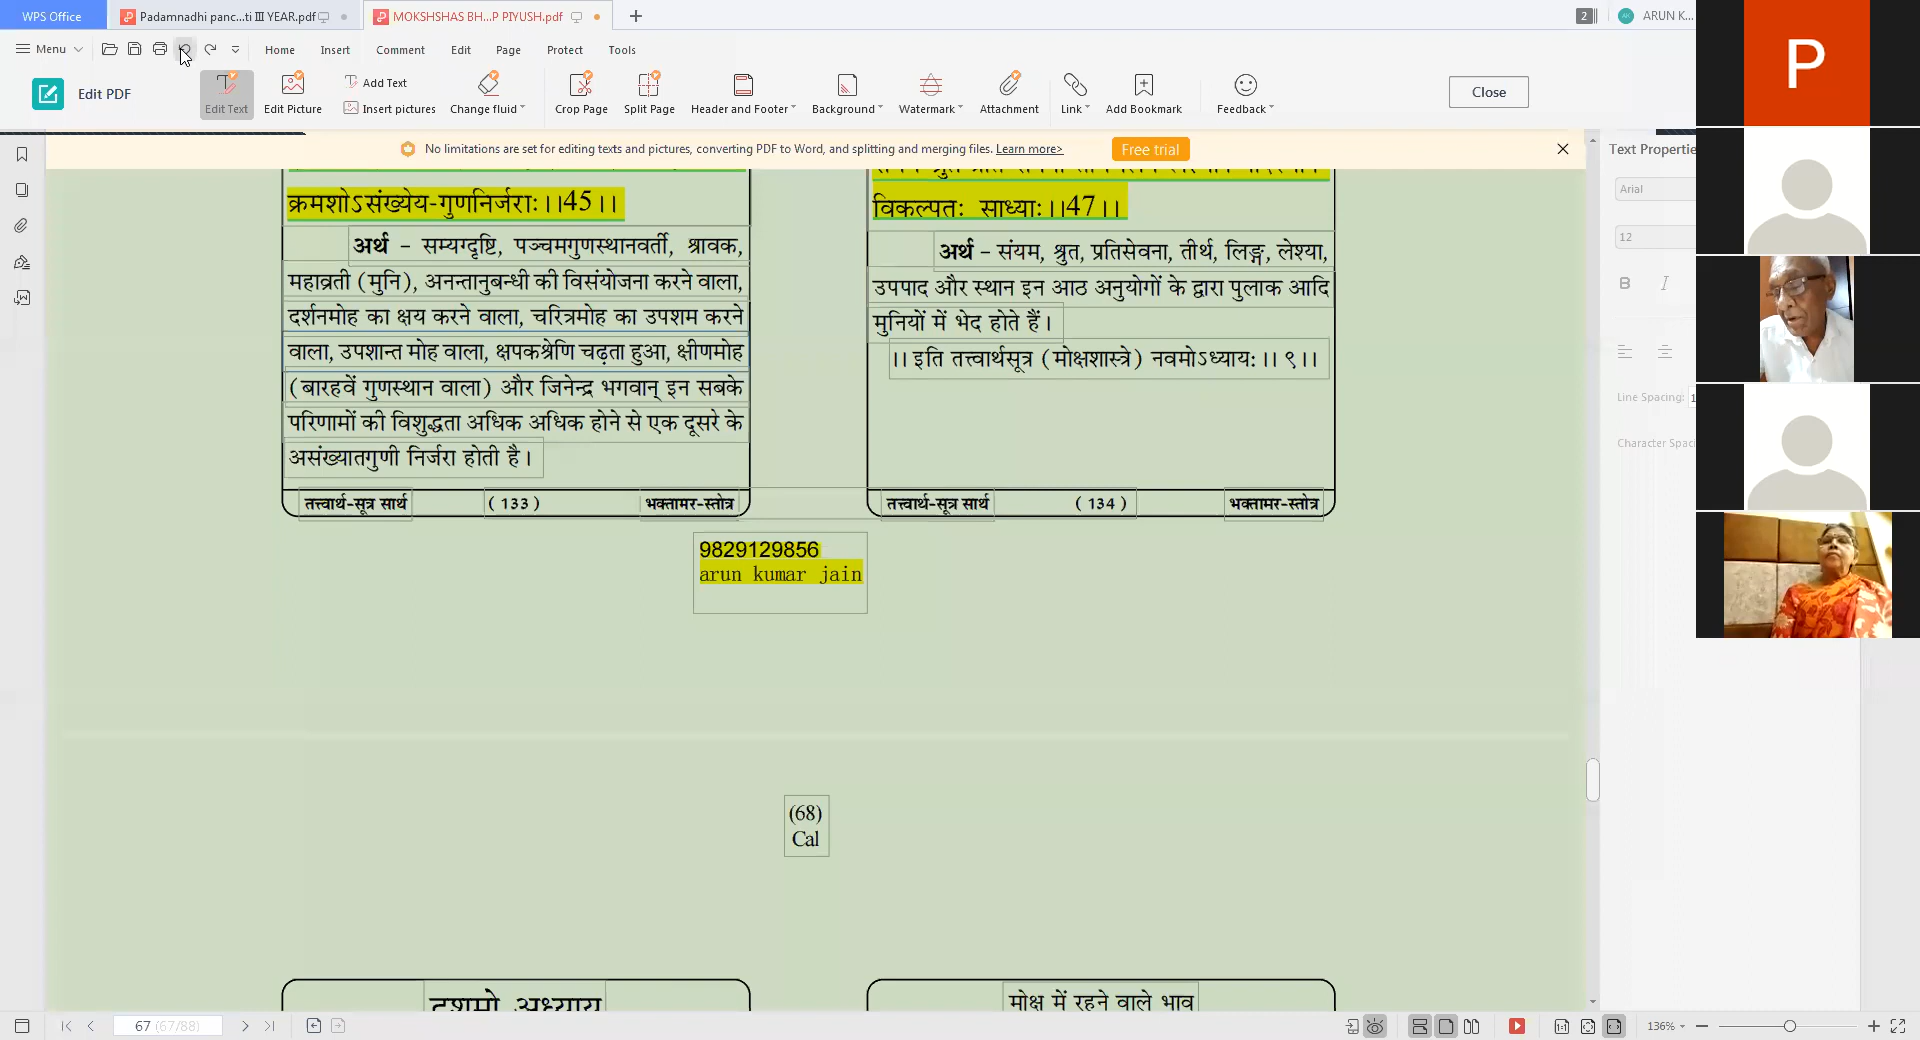 WPS Office
Padamnadhi panc...ti III YEAR.pdf
MOKSHSHAS BH...P PIYUSH.pdf
2
ARUN K...
Menu
Home
Insert
Comment
Edit
Page
Protect
Tools
Edit PDF
Edit Text
Edit Picture
Add Text
Insert pictures
Change fluid
Crop Page
Split Page
Header and Footer
Background
Watermark
Attachment
Link
Add Bookmark
Feedback
Close
No limitations are set for editing texts and pictures, converting PDF to Word, and splitting and merging files. Learn more>
Free trial
Text Propertie
Arial
12
B I
Line Spacing: 1
Character Spaci
P
क्रमशोऽसंख्येय-गुणनिर्जराः।।45।।
अर्थ – सम्यग्दृष्टि, पञ्चमगुणस्थानवर्ती, श्रावक,
महाव्रती (मुनि), अनन्तानुबन्धी की विसंयोजना करने वाला,
दर्शनमोह का क्षय करने वाला, चरित्रमोह का उपशम करने
वाला, उपशान्त मोह वाला, क्षपकश्रेणि चढ़ता हुआ, क्षीणमोह
(बारहवें गुणस्थान वाला) और जिनेन्द्र भगवान् इन सबके
परिणामों की विशुद्धता अधिक अधिक होने से एक दूसरे के
असंख्यातगुणी निर्जरा होती है।
तत्त्वार्थ-सूत्र सार्थ (133) भक्तामर-स्तोत्र
विकल्पतः साध्याः।।47।।
अर्थ – संयम, श्रुत, प्रतिसेवना, तीर्थ, लिङ्ग, लेश्या,
उपपाद और स्थान इन आठ अनुयोगों के द्वारा पुलाक आदि
मुनियों में भेद होते हैं।
।। इति तत्त्वार्थसूत्र (मोक्षशास्त्रे) नवमोऽध्याय:।। ९।।
तत्त्वार्थ-सूत्र सार्थ (134) भक्तामर-स्तोत्र
9829129856
arun kumar jain
(68)
Cal
दशमो अध्याय
मोक्ष में रहने वाले भाव
67 (67/88)
136%